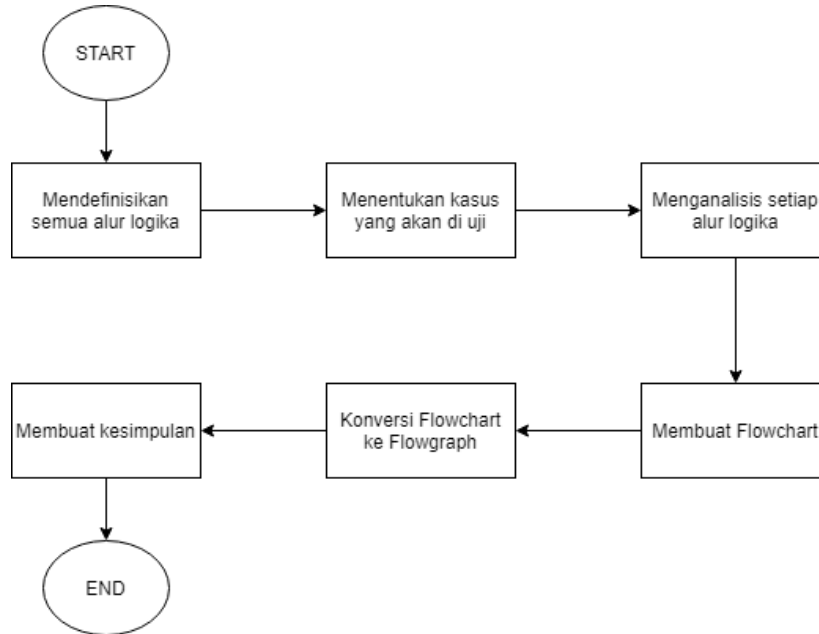 START
Mendefinisikan
semua alur logika
Menentukan kasus
yang akan di uji
Menganalisis setiap
alur logika
Membuat Flowchart
Konversi Flowchart
ke Flowgraph
Membuat kesimpulan
END